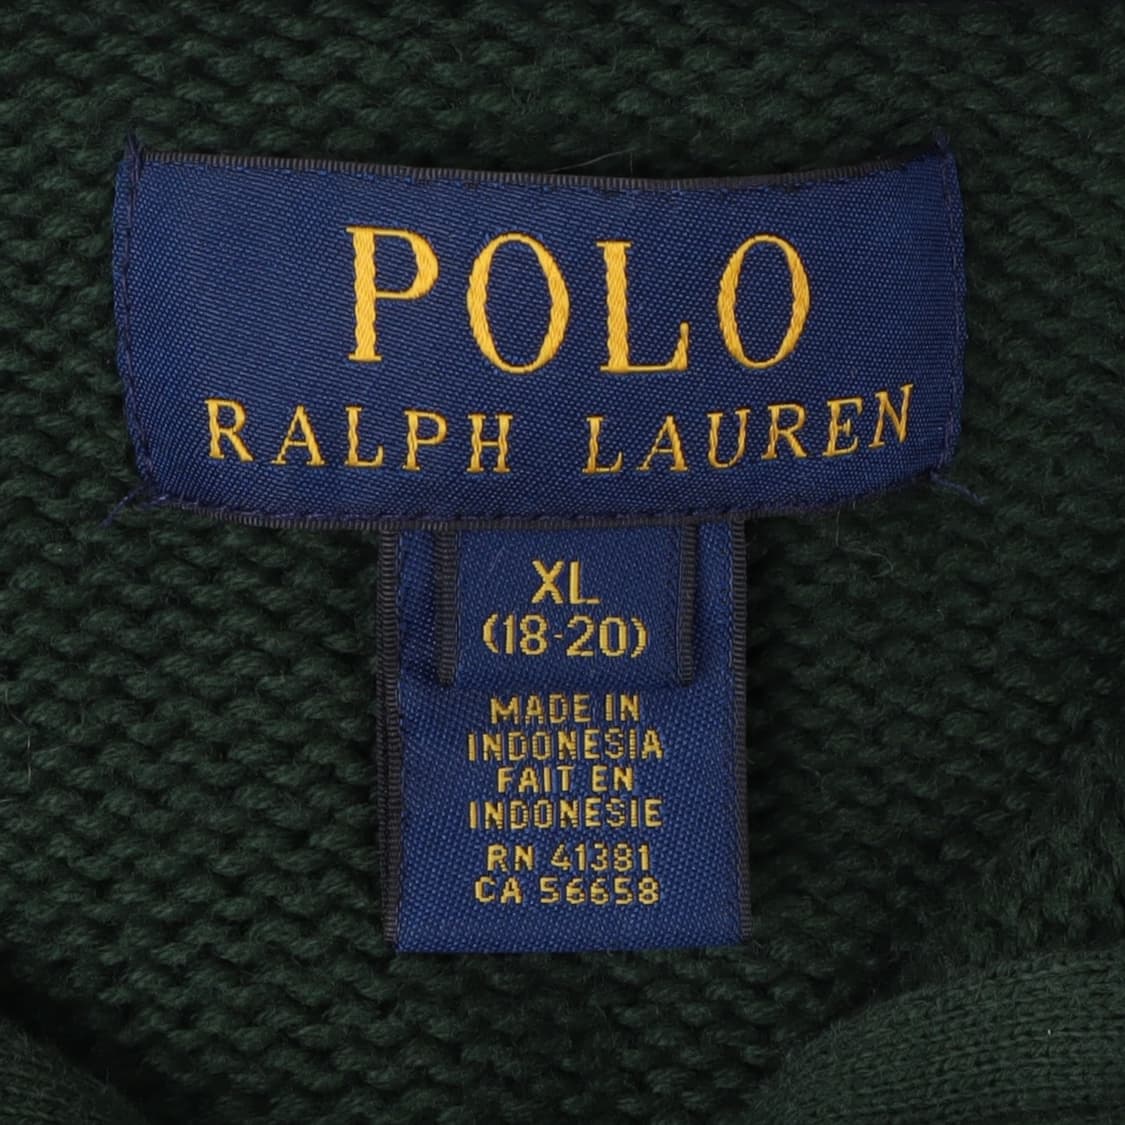 POLO
RALPH LAUREN
XL
(18-20)
MADE IN
INDONESIA
FAIT EN
INDONESIE
RN 41381
CA 56658